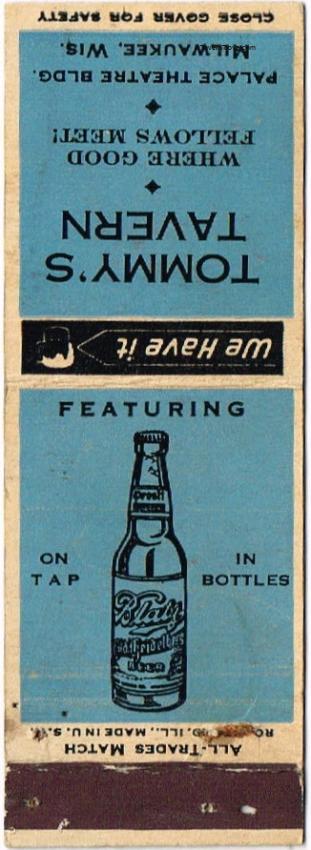 CLOSE COVER FOR SAFETY
MILWAUKEE, WIS.
PALACE THEATRE BLDG.
WHERE GOOD
FELLOWS MEET!
TOMMY'S
TAVERN
We Have it
FEATURING
ON
TAP
IN
BOTTLES
Blatz
Old Heidelberg
BEER
ALL-TRADES MATCH
ILL., MADE IN U.S.A.